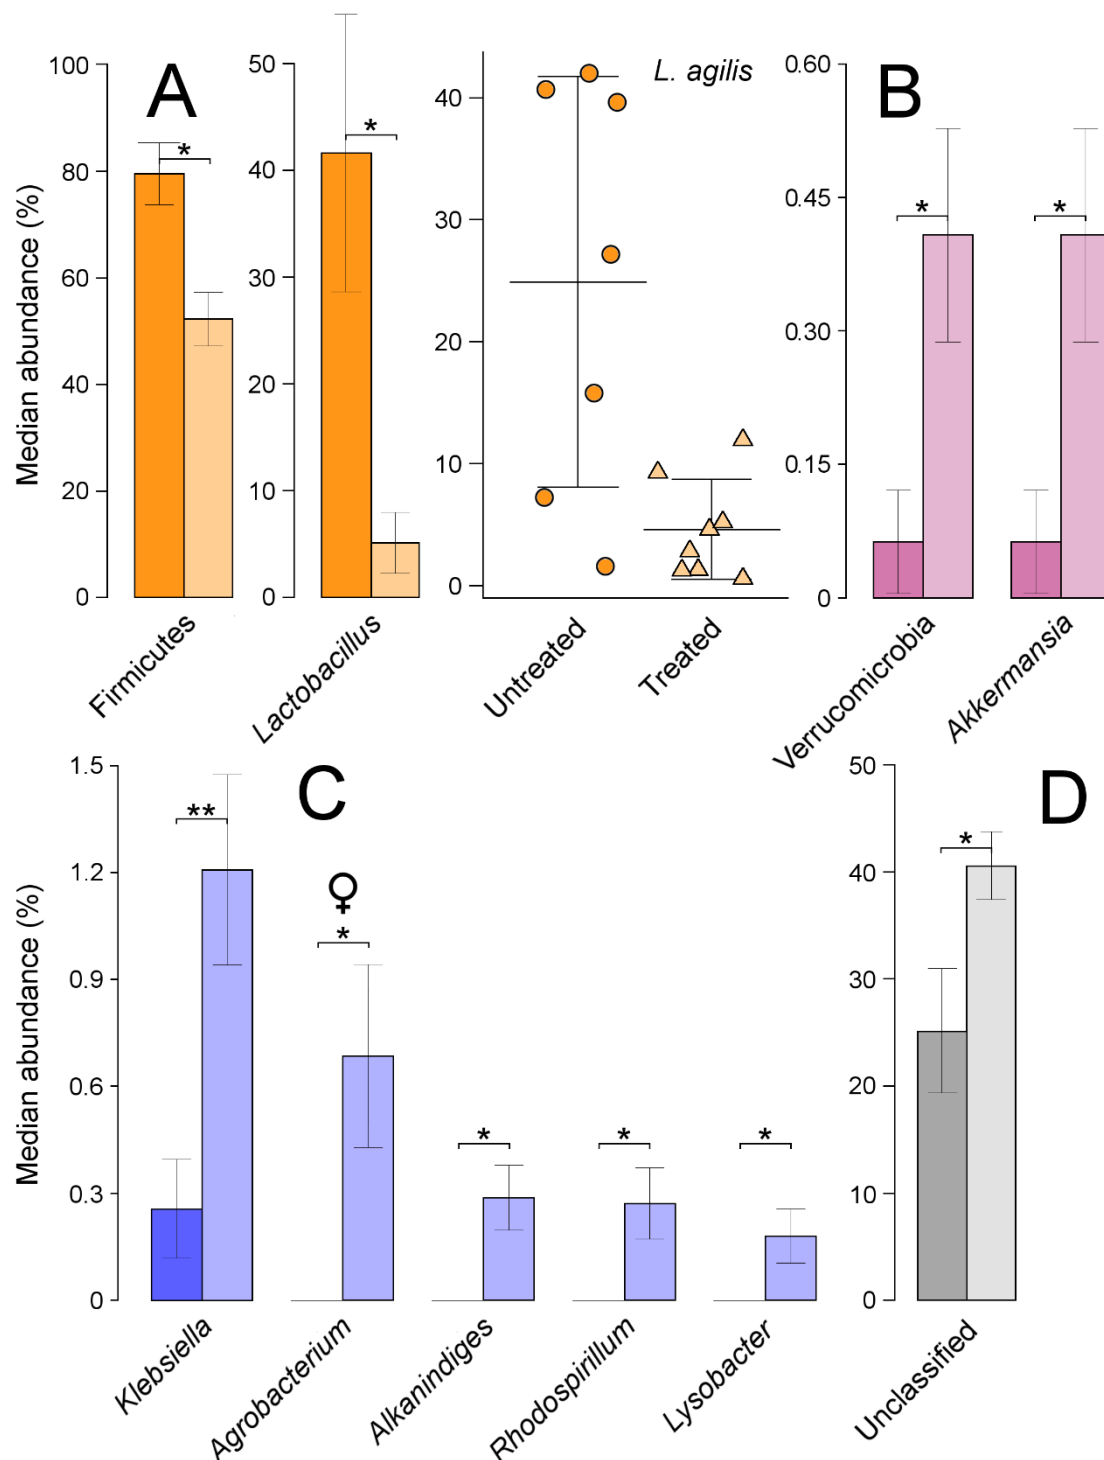 A
B
L. agilis
Median abundance (%)
100
80
60
40
20
0
*
Firmicutes
50
40
30
20
10
0
*
Lactobacillus
40
30
20
10
0
Untreated
Treated
0.60
0.45
0.30
0.15
0
*
*
Verrucomicrobia
Akkermansia
C
D
Median abundance (%)
1.5
1.2
0.9
0.6
0.3
0
**
♀
*
*
*
*
Klebsiella
Agrobacterium
Alkanindiges
Rhodospirillum
Lysobacter
50
40
30
20
10
0
*
Unclassified